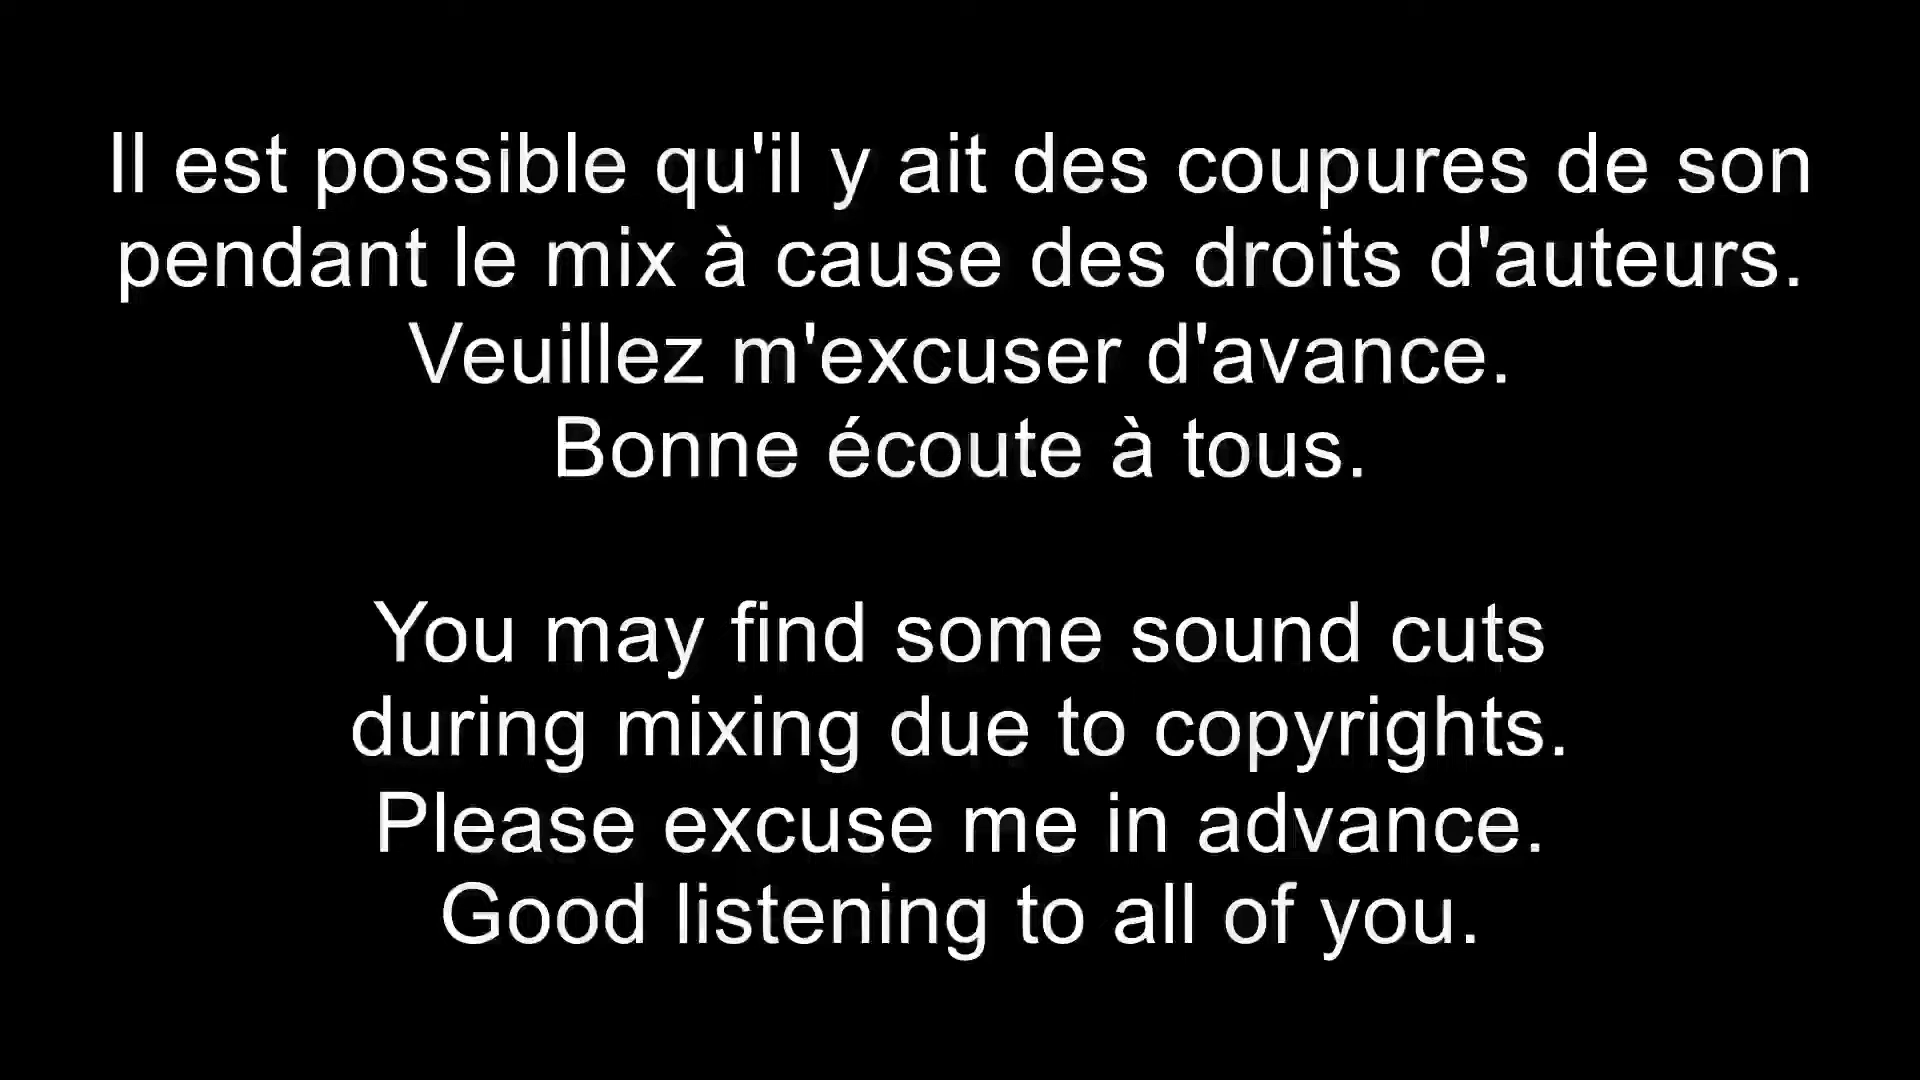 Il est possible qu'il y ait des coupures de son
pendant le mix à cause des droits d'auteurs.
Veuillez m'excuser d'avance.
Bonne écoute à tous.
You may find some sound cuts
during mixing due to copyrights.
Please excuse me in advance.
Good listening to all of you.